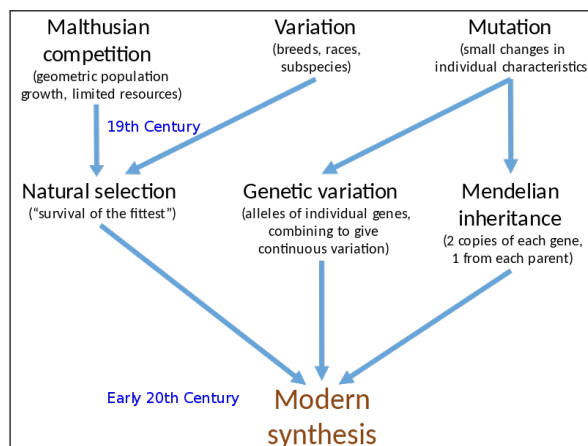 Malthusian
competition
(geometric population
growth, limited resources)
Variation
(breeds, races,
subspecies)
Mutation
(small changes in
individual characteristics
19th Century
Natural selection
(“survival of the fittest”)
Genetic variation
(alleles of individual genes,
combining to give
continuous variation)
Mendelian
inheritance
(2 copies of each gene,
1 from each parent)
Early 20th Century
Modern
synthesis